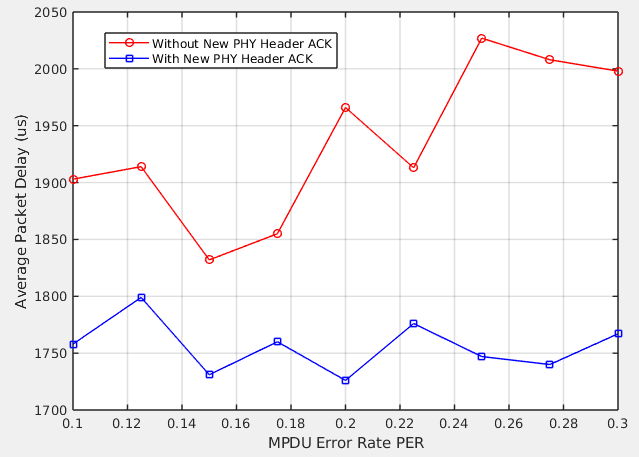 2050
2000
1950
1900
1850
1800
1750
1700
Average Packet Delay (us)
Without New PHY Header ACK
With New PHY Header ACK
0.1 0.12 0.14 0.16 0.18 0.2 0.22 0.24 0.26 0.28 0.3
MPDU Error Rate PER